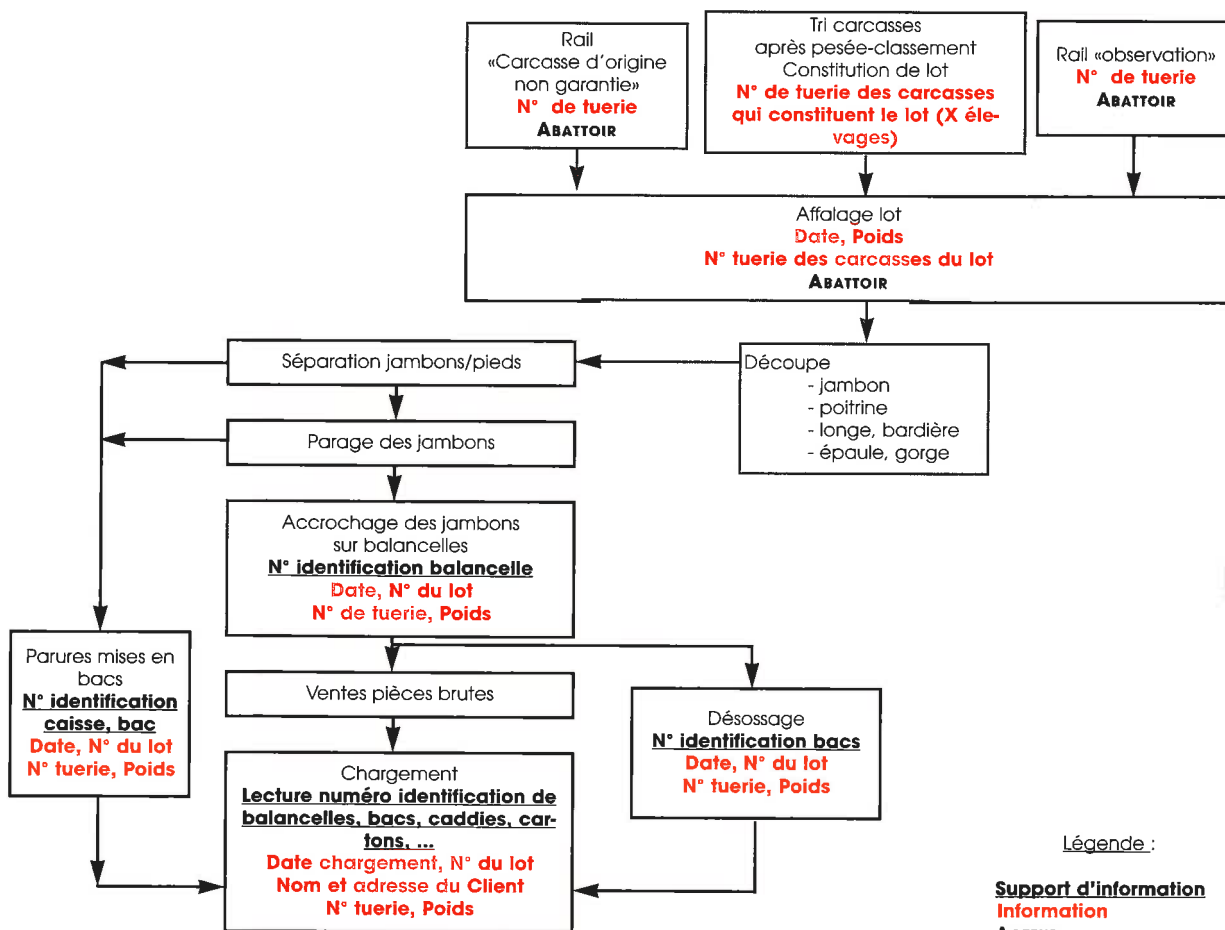 Rail
«Carcasse d'origine
non garantie»
N° de tuerie
ABATTOIR
Tri carcasses
après pesée-classement
Constitution de lot
N° de tuerie des carcasses
qui constituent le lot (X éle-
vages)
Rail «observation»
N° de tuerie
ABATTOIR
Affalage lot
Date, Poids
N° tuerie des carcasses du lot
ABATTOIR
Séparation jambons/pieds
Découpe
- jambon
- poitrine
- longe, bardière
- épaule, gorge
Parage des jambons
Accrochage des jambons
sur balancelles
N° identification balancelle
Date, N° du lot
N° de tuerie, Poids
Parures mises en
bacs
N° identification
caisse, bac
Date, N° du lot
N° tuerie, Poids
Ventes pièces brutes
Désossage
N° identification bacs
Date, N° du lot
N° tuerie, Poids
Chargement
Lecture numéro identification de
balancelles, bacs, caddies, car-
tons, ...
Date chargement, N° du lot
Nom et adresse du Client
N° tuerie, Poids
Légende :
Support d'information
Information